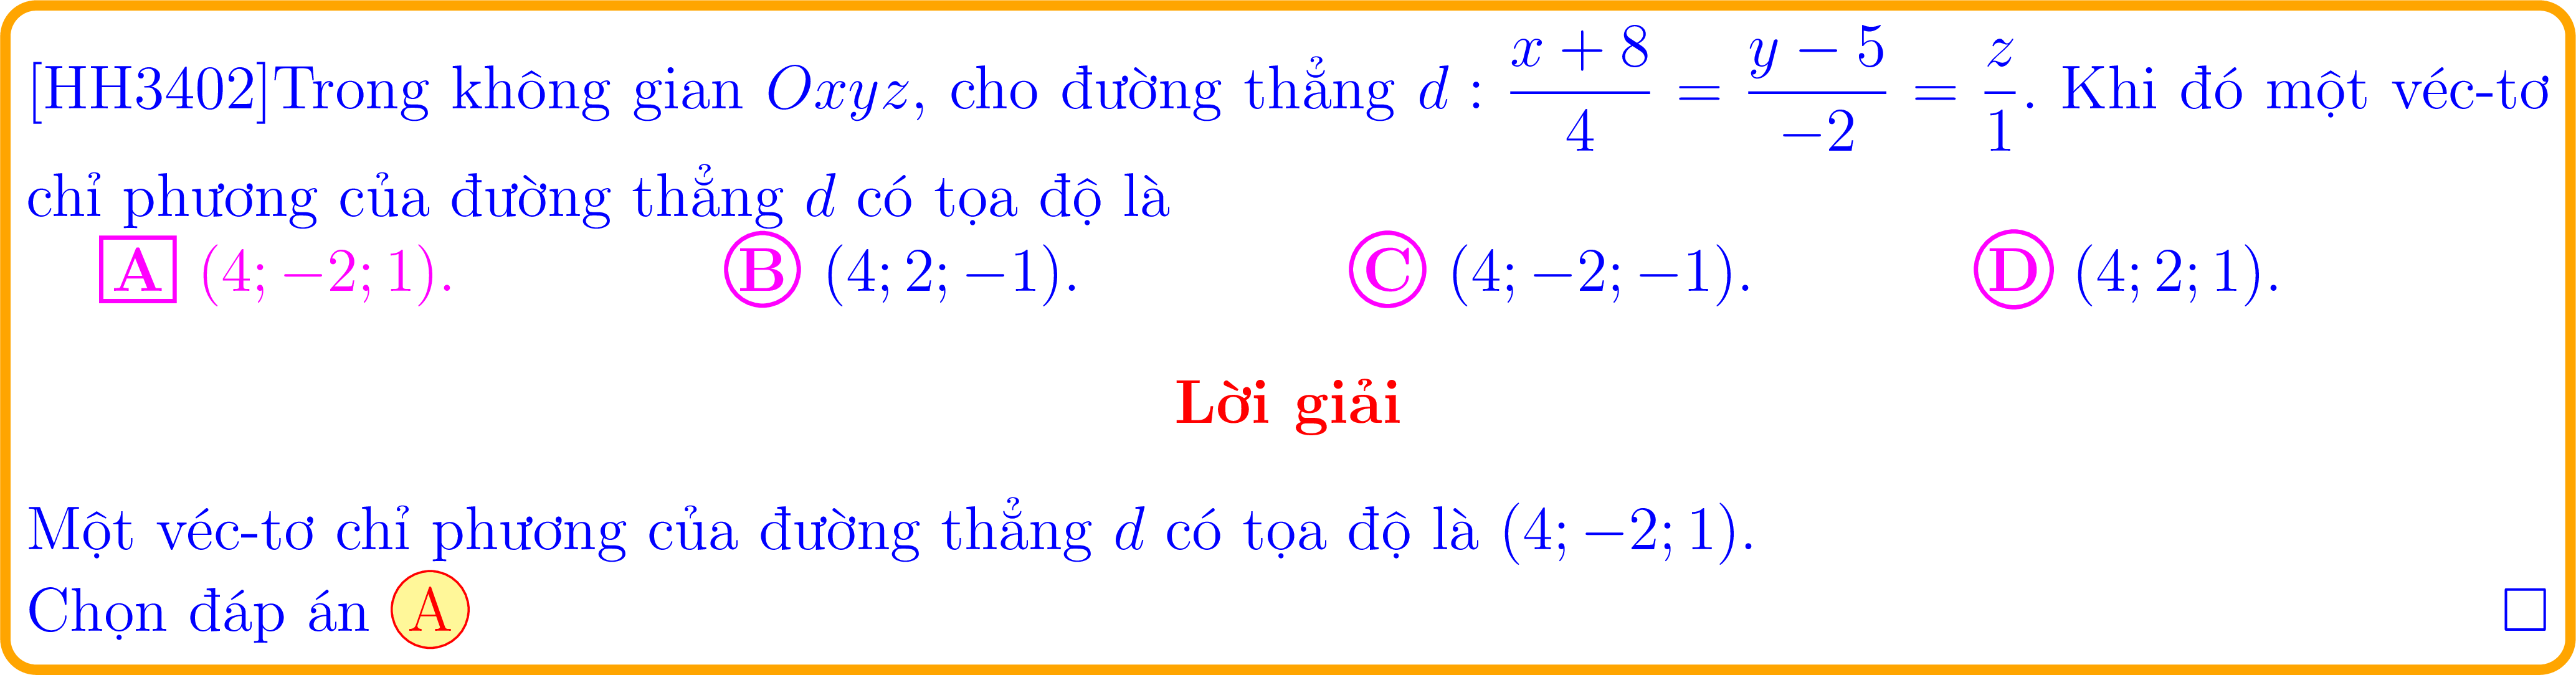 [HH3402]Trong không gian Oxyz, cho đường thẳng d : \frac{x + 8}{4} = \frac{y − 5}{−2} = \frac{z}{1}. Khi đó một véc-tơ
chỉ phương của đường thẳng d có tọa độ là
A (4; −2; 1). B (4; 2; −1). C (4; −2; −1). D (4; 2; 1).
Lời giải
Một véc-tơ chỉ phương của đường thẳng d có tọa độ là (4; −2; 1).
Chọn đáp án A □